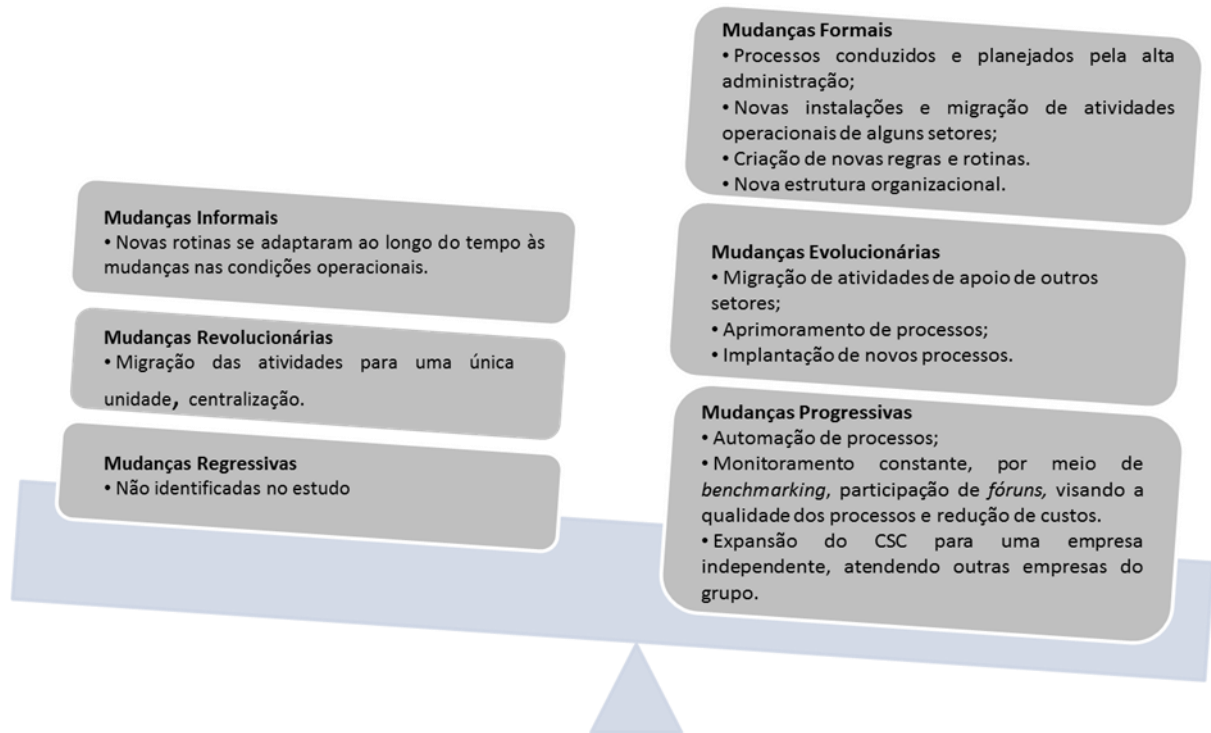 Mudanças Informais
• Novas rotinas se adaptaram ao longo do tempo às
mudanças nas condições operacionais.
Mudanças Revolucionárias
• Migração das atividades para uma única
unidade, centralização.
Mudanças Regressivas
• Não identificadas no estudo
Mudanças Formais
• Processos conduzidos e planejados pela alta
administração;
• Novas instalações e migração de atividades
operacionais de alguns setores;
• Criação de novas regras e rotinas.
• Nova estrutura organizacional.
Mudanças Evolucionárias
• Migração de atividades de apoio de outros
setores;
• Aprimoramento de processos;
• Implantação de novos processos.
Mudanças Progressivas
• Automação de processos;
• Monitoramento constante, por meio de
benchmarking, participação de fóruns, visando a
qualidade dos processos e redução de custos.
• Expansão do CSC para uma empresa
independente, atendendo outras empresas do
grupo.